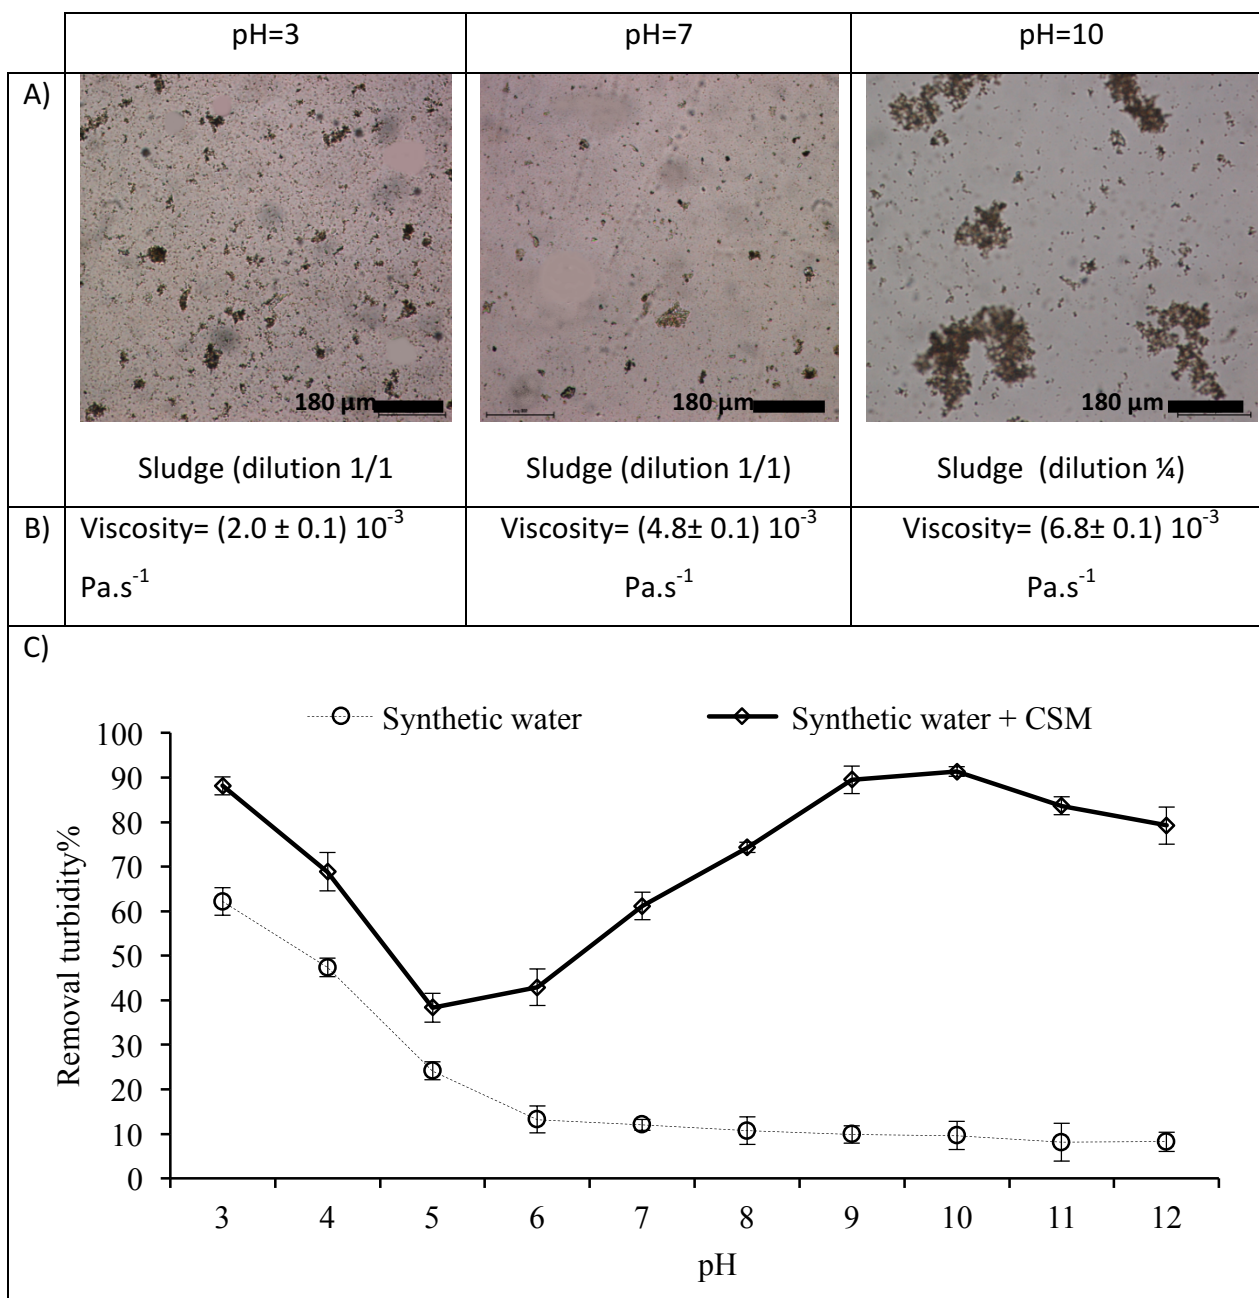 pH=3
pH=7
pH=10
A)
180 µm
180 µm
180 µm
Sludge (dilution 1/1
Sludge (dilution 1/1)
Sludge (dilution ¼)
B)
Viscosity= (2.0 ± 0.1) 10⁻³
Pa.s⁻¹
Viscosity= (4.8± 0.1) 10⁻³
Pa.s⁻¹
Viscosity= (6.8± 0.1) 10⁻³
Pa.s⁻¹
C)
Synthetic water
Synthetic water + CSM
100
90
80
70
60
50
40
30
20
10
0
Removal turbidity%
3 4 5 6 7 8 9 10 11 12
pH